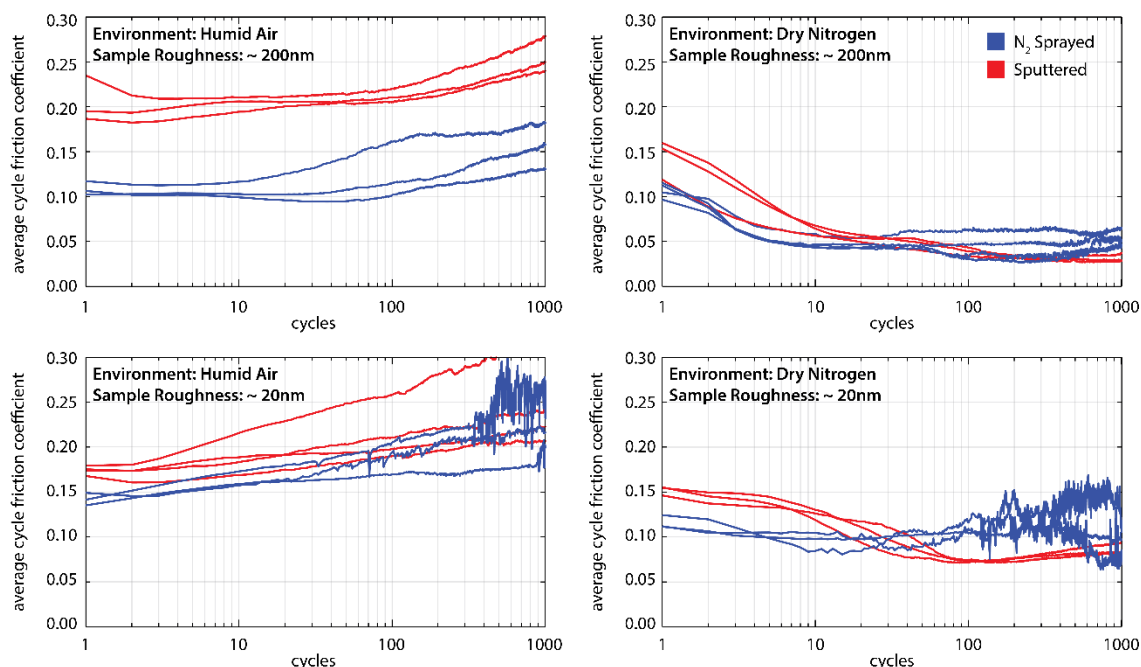 Environment: Humid Air
Sample Roughness: ~ 200nm
average cycle friction coefficient
0.30
0.25
0.20
0.15
0.10
0.05
0.00
1
10
100
1000
cycles
Environment: Dry Nitrogen
Sample Roughness: ~ 200nm
N2 Sprayed
Sputtered
average cycle friction coefficient
0.30
0.25
0.20
0.15
0.10
0.05
0.00
1
10
100
1000
cycles
Environment: Humid Air
Sample Roughness: ~ 20nm
average cycle friction coefficient
0.30
0.25
0.20
0.15
0.10
0.05
0.00
1
10
100
1000
cycles
Environment: Dry Nitrogen
Sample Roughness: ~ 20nm
average cycle friction coefficient
0.30
0.25
0.20
0.15
0.10
0.05
0.00
1
10
100
1000
cycles